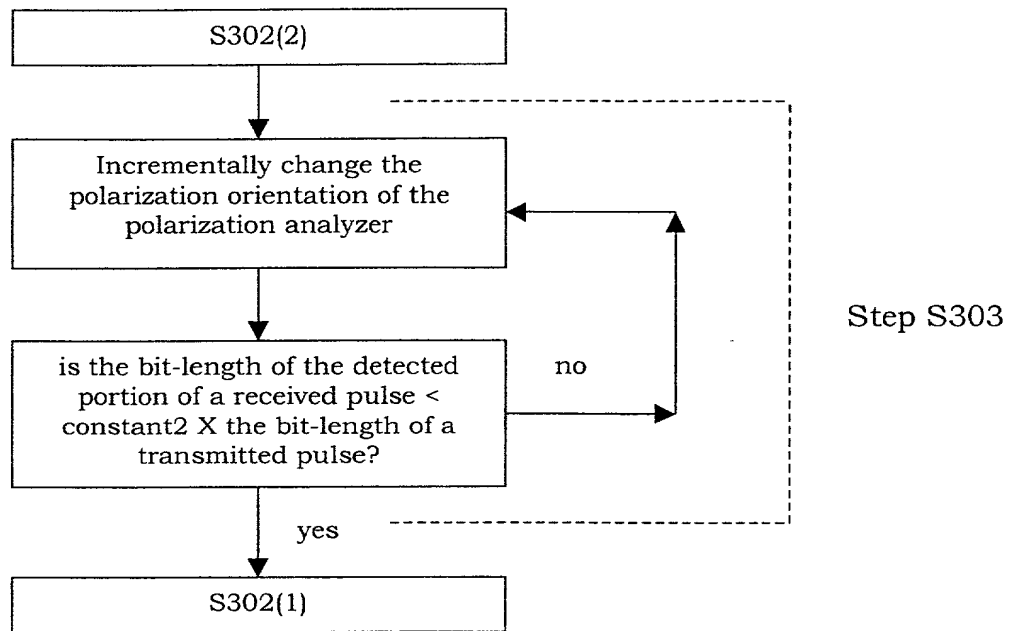 S302(2)
Incrementally change the
polarization orientation of the
polarization analyzer
is the bit-length of the detected
portion of a received pulse <
constant2 X the bit-length of a
transmitted pulse?
no
Step S303
yes
S302(1)